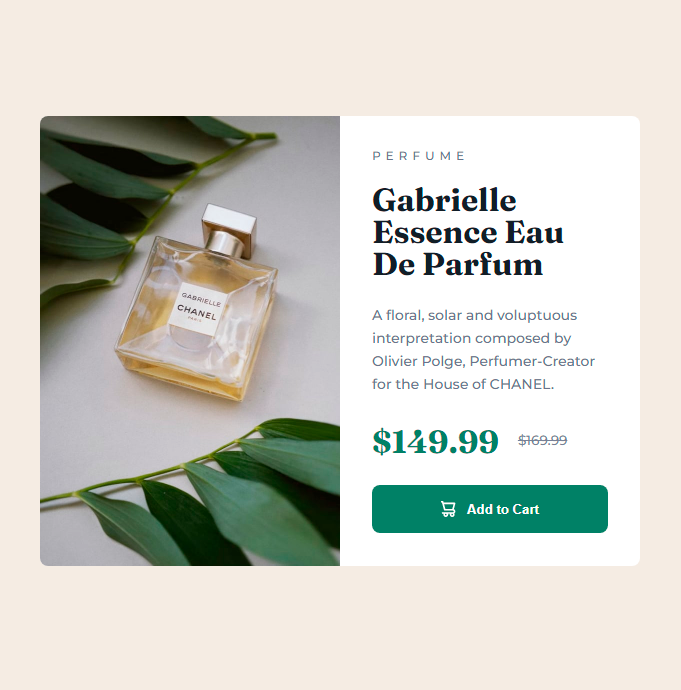 GABRIELLE
CHANEL
PARIS
PERFUME
Gabrielle
Essence Eau
De Parfum
A floral, solar and voluptuous
interpretation composed by
Olivier Polge, Perfumer-Creator
for the House of CHANEL.
$149.99 $169.99
Add to Cart